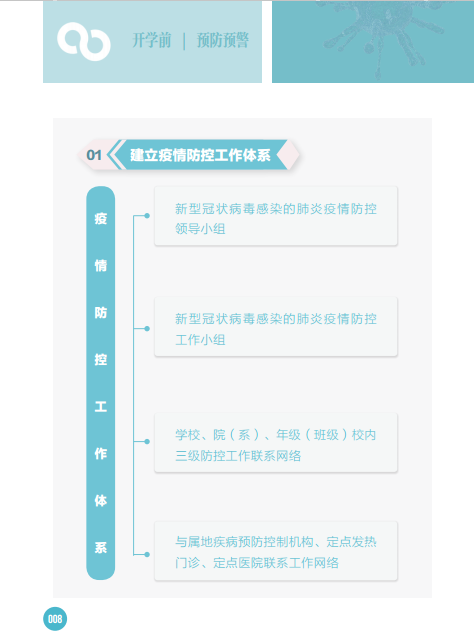 开学前 | 预防预警
01 建立疫情防控工作体系
疫情防控工作体系
新型冠状病毒感染的肺炎疫情防控
领导小组
新型冠状病毒感染的肺炎疫情防控
工作小组
学校、院（系）、年级（班级）校内
三级防控工作联系网络
与属地疾病预防控制机构、定点发热
门诊、定点医院联系工作网络
008